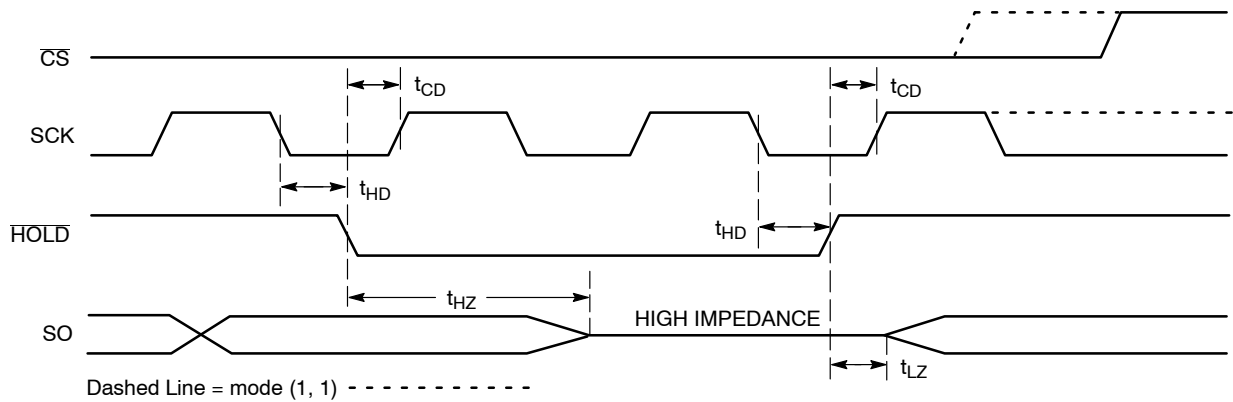 CS
tCD
tCD
SCK
tHD
HOLD
tHD
tHZ
HIGH IMPEDANCE
SO
tLZ
Dashed Line = mode (1, 1)